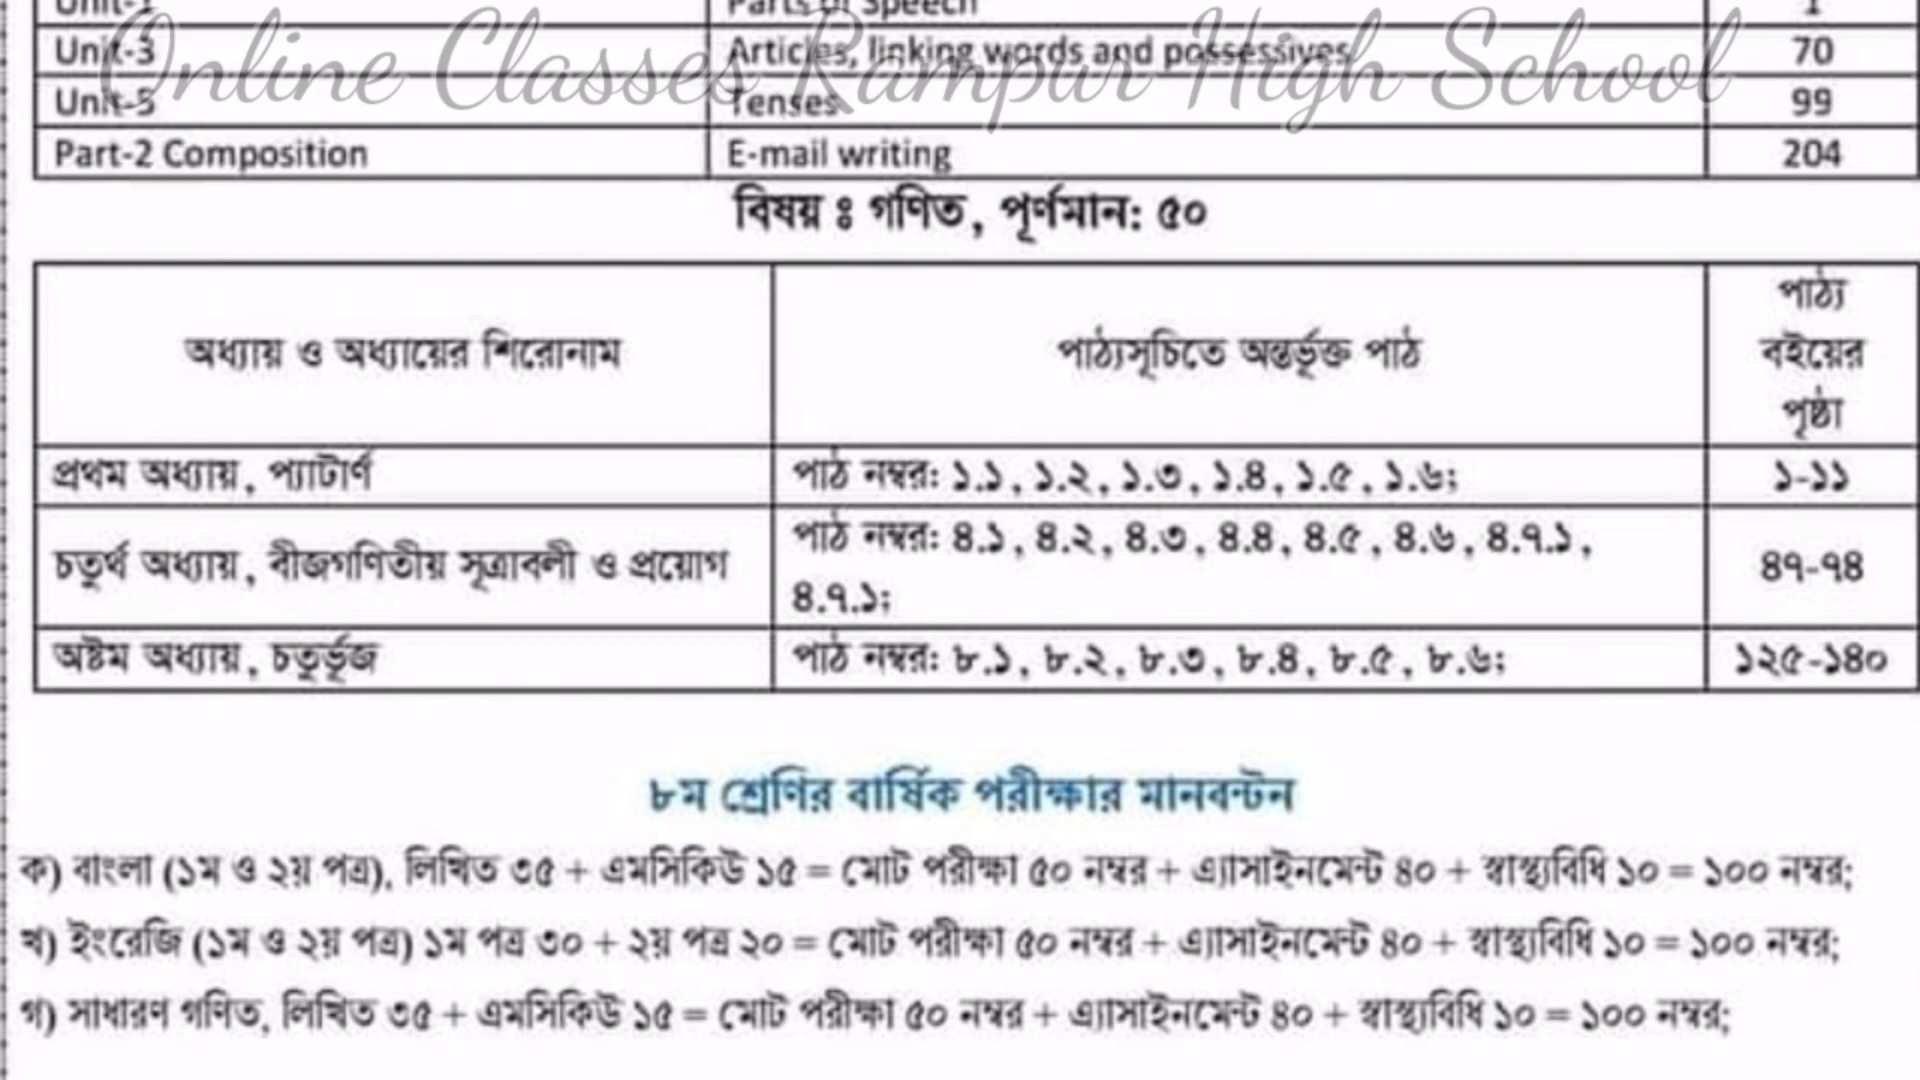 Unit-1 Parts of Speech 1
Online Classes Rampur High School
Unit-3 Articles, linking words and possessives 70
Unit-5 Tenses 99
Part-2 Composition E-mail writing 204
বিষয় ঃ গণিত, পূর্ণমান: ৫০
অধ্যায় ও অধ্যায়ের শিরোনাম পাঠ্যসূচিতে অন্তর্ভূক্ত পাঠ পাঠ্য
বইয়ের
পৃষ্ঠা
প্রথম অধ্যায়, প্যাটার্ণ পাঠ নম্বর: ১.১, ১.২, ১.৩, ১.৪, ১.৫, ১.৬; ১-১১
চতুর্থ অধ্যায়, বীজগণিতীয় সূত্রাবলী ও প্রয়োগ পাঠ নম্বর: ৪.১, ৪.২, ৪.৩, ৪.৪, ৪.৫, ৪.৬, ৪.৭.১,
৪.৭.১; ৪৭-৭৪
অষ্টম অধ্যায়, চতুর্ভূজ পাঠ নম্বর: ৮.১, ৮.২, ৮.৩, ৮.৪, ৮.৫, ৮.৬; ১২৫-১৪০
৮ম শ্রেণির বার্ষিক পরীক্ষার মানবন্টন
ক) বাংলা (১ম ও ২য় পত্র), লিখিত ৩৫ + এমসিকিউ ১৫ = মোট পরীক্ষা ৫০ নম্বর + এ্যাসাইনমেন্ট ৪০ + স্বাস্থ্যবিধি ১০ = ১০০ নম্বর;
খ) ইংরেজি (১ম ও ২য় পত্র) ১ম পত্র ৩০ + ২য় পত্র ২০ = মোট পরীক্ষা ৫০ নম্বর + এ্যাসাইনমেন্ট ৪০ + স্বাস্থ্যবিধি ১০ = ১০০ নম্বর;
গ) সাধারণ গণিত, লিখিত ৩৫ + এমসিকিউ ১৫ = মোট পরীক্ষা ৫০ নম্বর + এ্যাসাইনমেন্ট ৪০ + স্বাস্থ্যবিধি ১০ = ১০০ নম্বর;